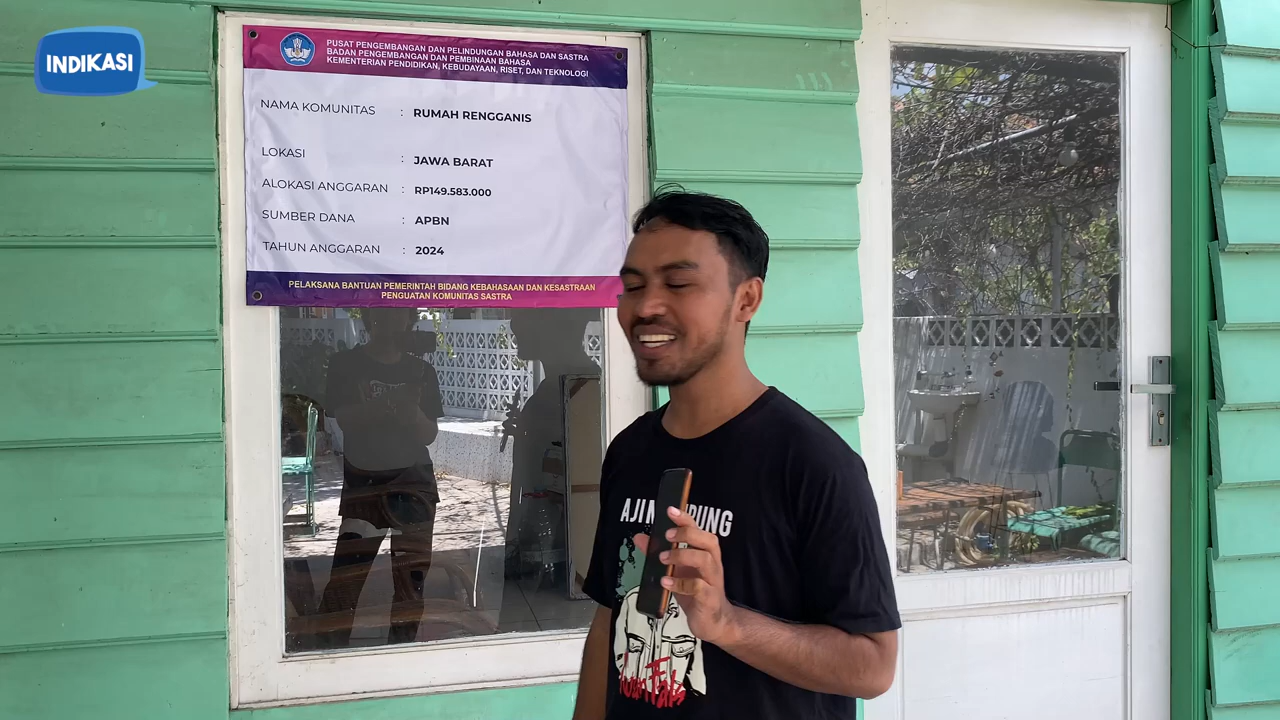 INDIKASI
PUSAT PENGEMBANGAN DAN PELINDUNGAN BAHASA DAN SASTRA
BADAN PENGEMBANGAN DAN PEMBINAAN BAHASA
KEMENTERIAN PENDIDIKAN, KEBUDAYAAN, RISET, DAN TEKNOLOGI
NAMA KOMUNITAS : RUMAH RENGGANIS
LOKASI : JAWA BARAT
ALOKASI ANGGARAN : RP149.583.000
SUMBER DANA : APBN
TAHUN ANGGARAN : 2024
PELAKSANA BANTUAN PEMERINTAH BIDANG KEBAHASAAN DAN KESASTRAAN
PENGUATAN KOMUNITAS SASTRA